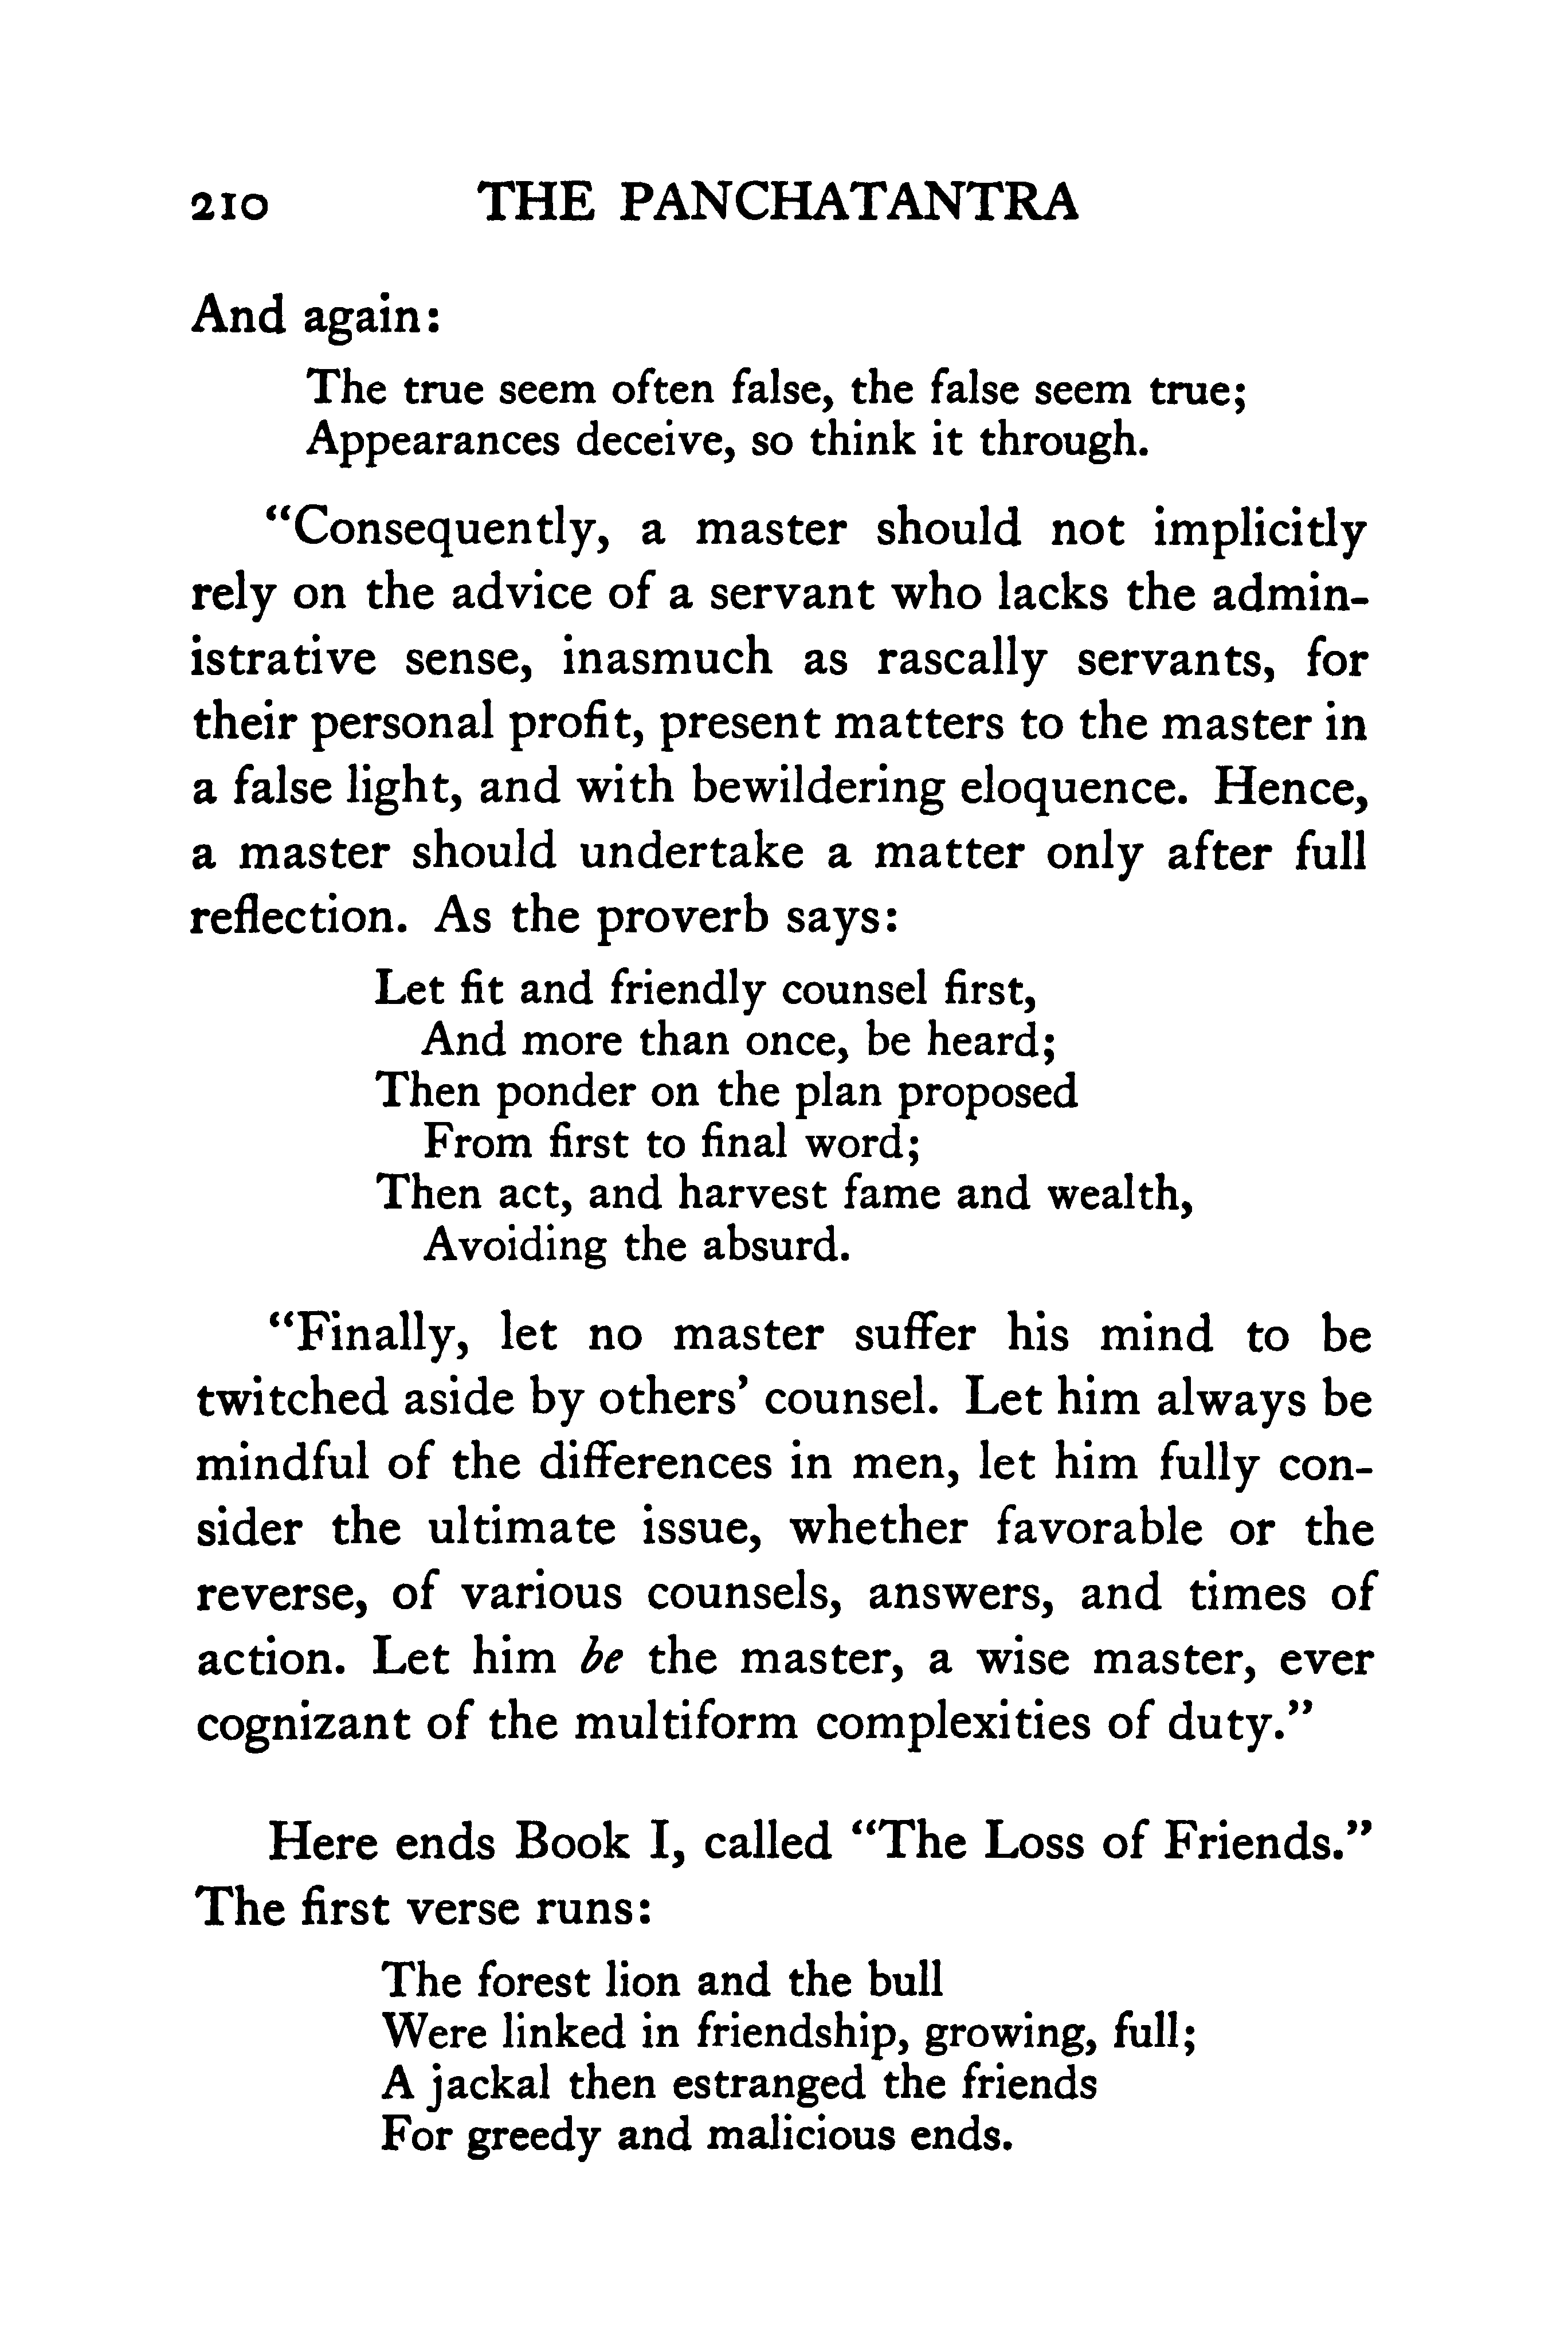 210 THE PANCHATANTRA
And again:
The true seem often false, the false seem true;
Appearances deceive, so think it through.
“Consequently, a master should not implicitly
rely on the advice of a servant who lacks the admin-
istrative sense, inasmuch as rascally servants, for
their personal profit, present matters to the master in
a false light, and with bewildering eloquence. Hence,
a master should undertake a matter only after full
reflection. As the proverb says:
Let fit and friendly counsel first,
And more than once, be heard;
Then ponder on the plan proposed
From first to final word;
Then act, and harvest fame and wealth,
Avoiding the absurd.
“Finally, let no master suffer his mind to be
twitched aside by others’ counsel. Let him always be
mindful of the differences in men, let him fully con-
sider the ultimate issue, whether favorable or the
reverse, of various counsels, answers, and times of
action. Let him be the master, a wise master, ever
cognizant of the multiform complexities of duty.”
Here ends Book I, called “The Loss of Friends.”
The first verse runs:
The forest lion and the bull
Were linked in friendship, growing, full;
A jackal then estranged the friends
For greedy and malicious ends.